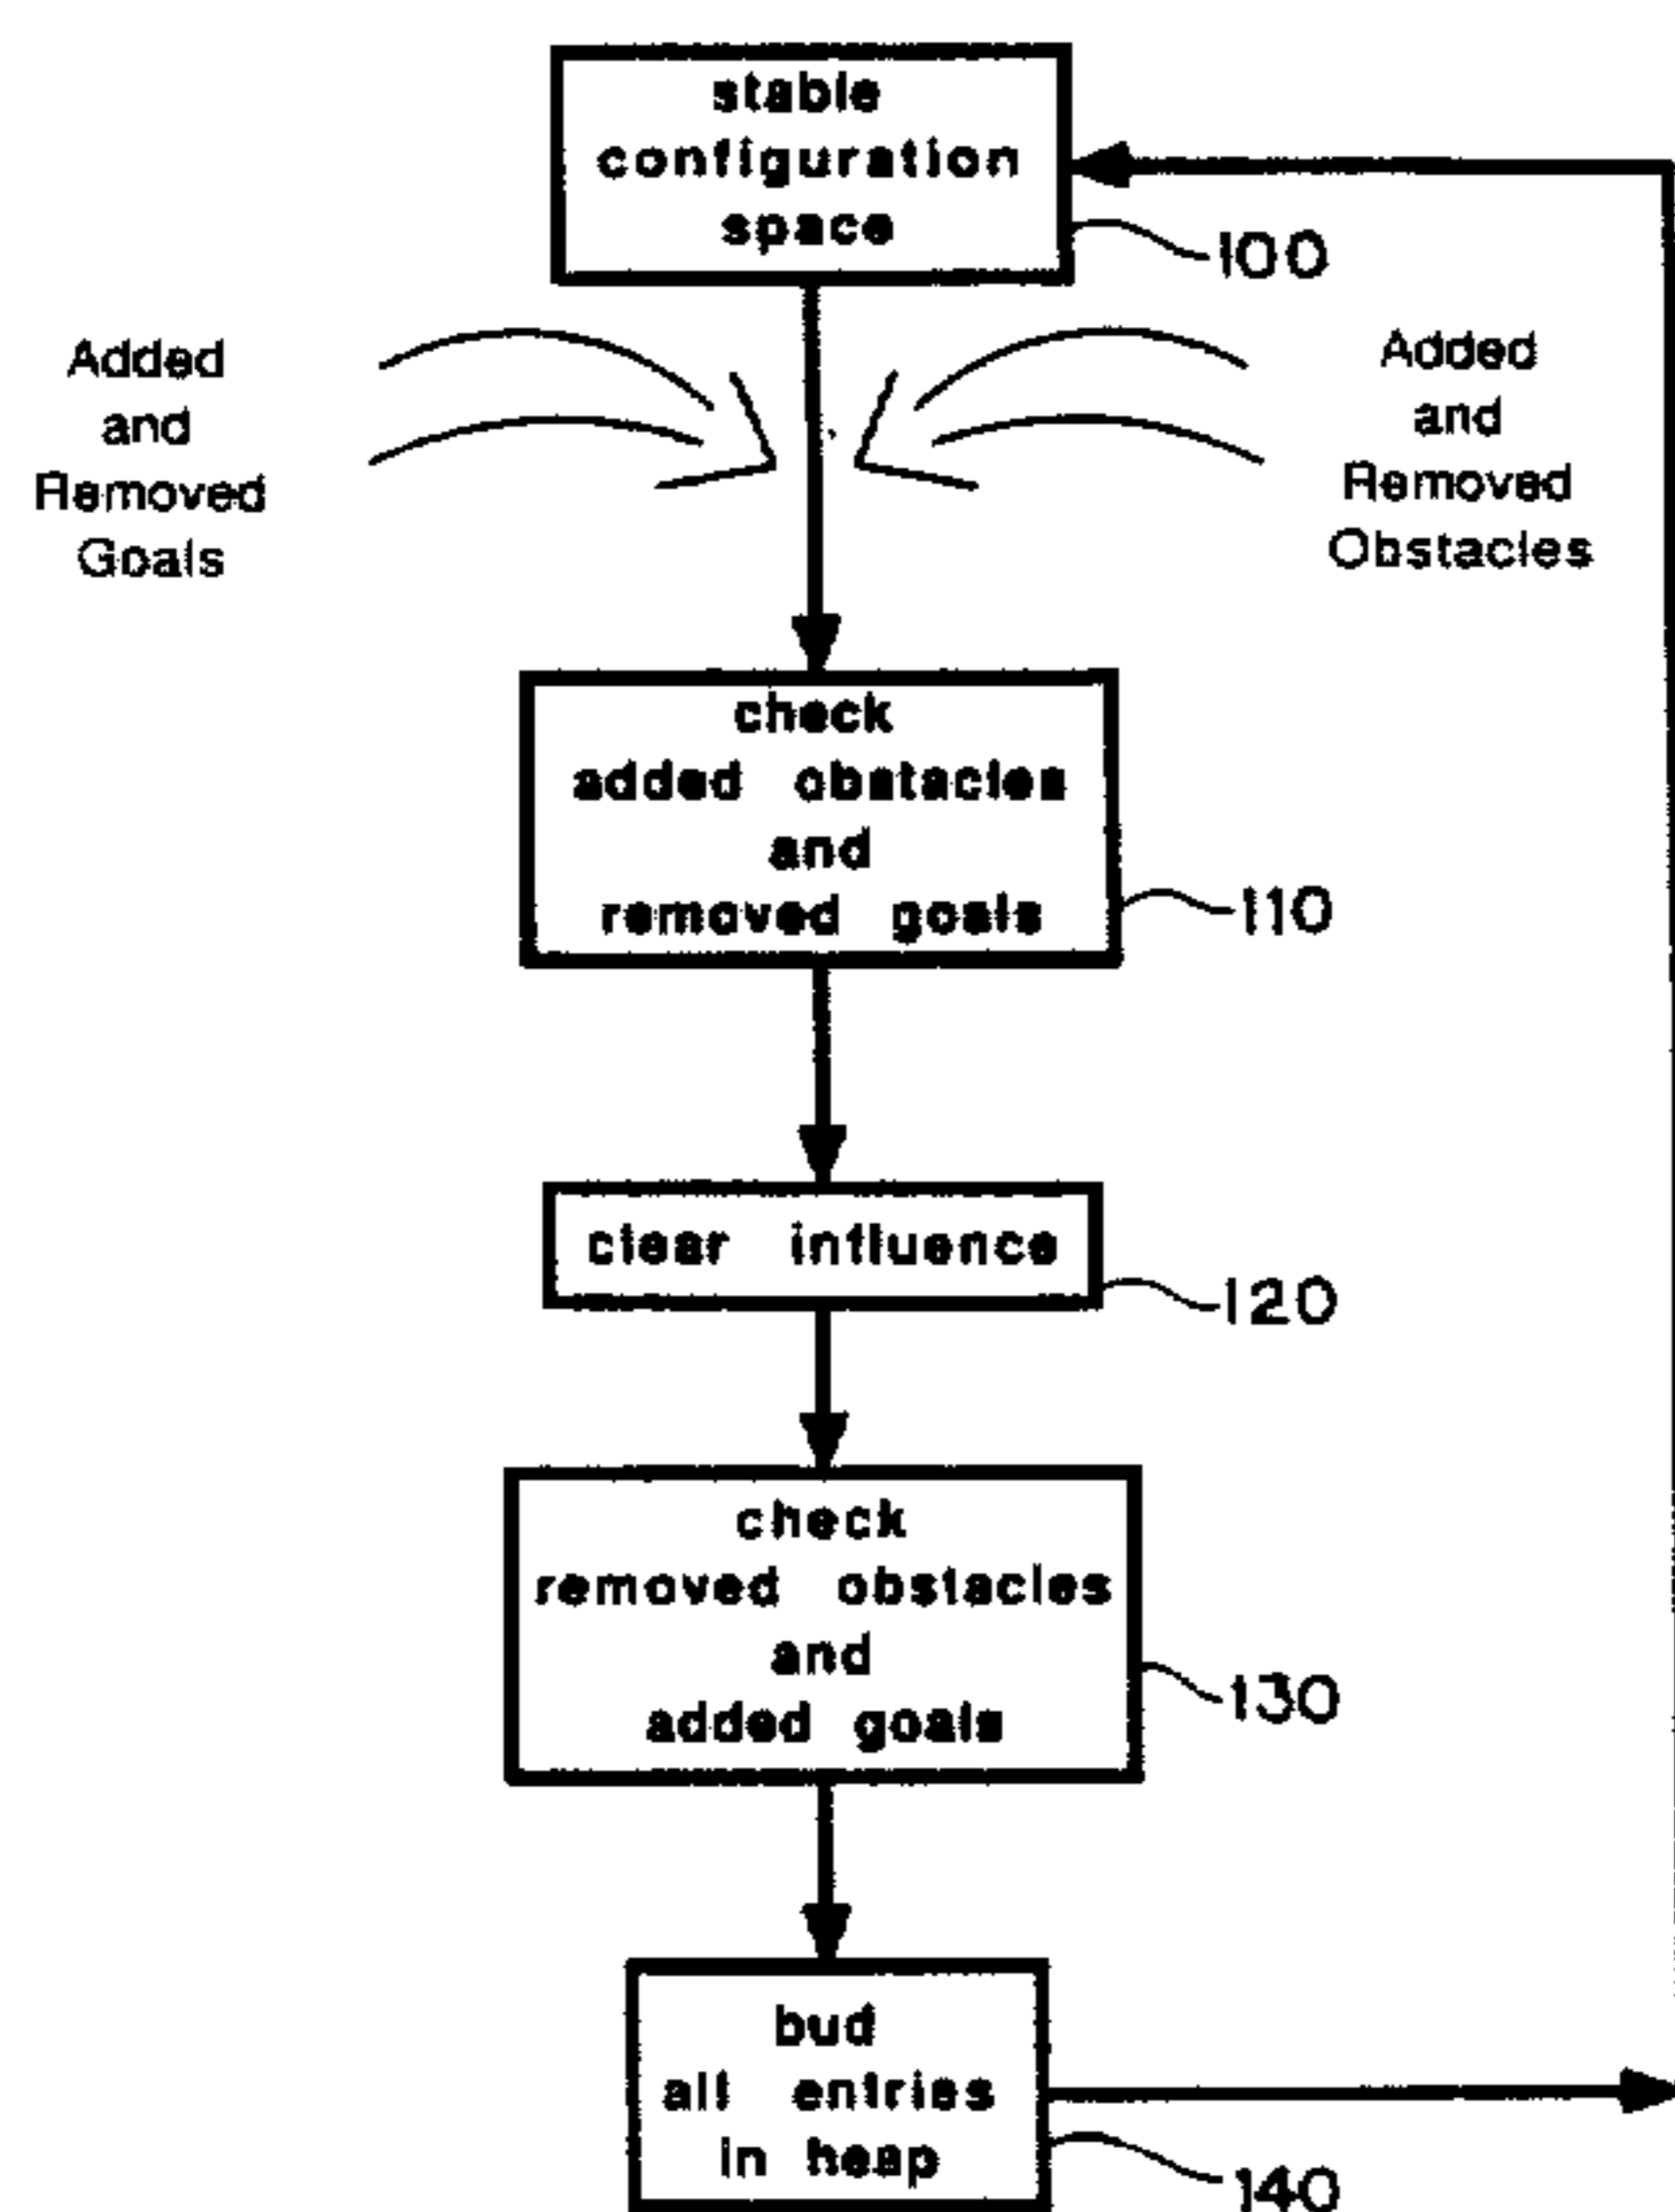 stable
configuration
space
100
Added
and
Removed
Goals
Added
and
Removed
Obstacles
check
added obstacles
and
removed goals
110
clear influence
120
check
removed obstacles
and
added goals
130
bud
all entries
in heap
140